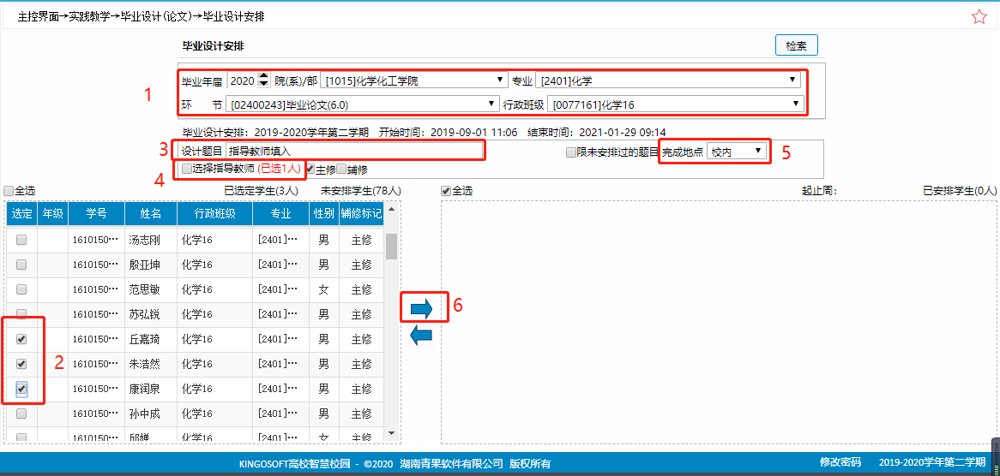 主控界面→实践教学→毕业设计(论文)→毕业设计安排
毕业设计安排
检索
1
毕业年届 2020 院(系)/部 [1015]化学化工学院 专业 [2401]化学
环 节 [02400243]毕业论文(6.0) 行政班级 [0077161]化学16
毕业设计安排：2019-2020学年第二学期 开始时间：2019-09-01 11:06 结束时间：2021-01-29 09:14
3 设计题目 指导教师填入 限未安排过的题目 完成地点 校内 5
4 选择指导教师 (已选1人) 主修 辅修
全选 已选定学生(3人) 未安排学生(78人) 全选 起止周： 已安排学生(0人)
选定 年级 学号 姓名 行政班级 专业 性别 辅修标记
1610150··· 汤志刚 化学16 [2401]··· 男 主修
1610150··· 殷亚坤 化学16 [2401]··· 男 主修
1610150··· 范思敏 化学16 [2401]··· 女 主修
1610150··· 苏弘锐 化学16 [2401]··· 男 主修
6
1610150··· 丘嘉琦 化学16 [2401]··· 男 主修
2
1610150··· 朱浩然 化学16 [2401]··· 男 主修
1610150··· 康润泉 化学16 [2401]··· 男 主修
1610150··· 孙中成 化学16 [2401]··· 男 主修
1610150··· 邱婵 化学16 [2401]··· 女 主修
KINGOSOFT高校智慧校园 - ©2020 湖南青果软件有限公司 版权所有
修改密码 2019-2020学年第二学期